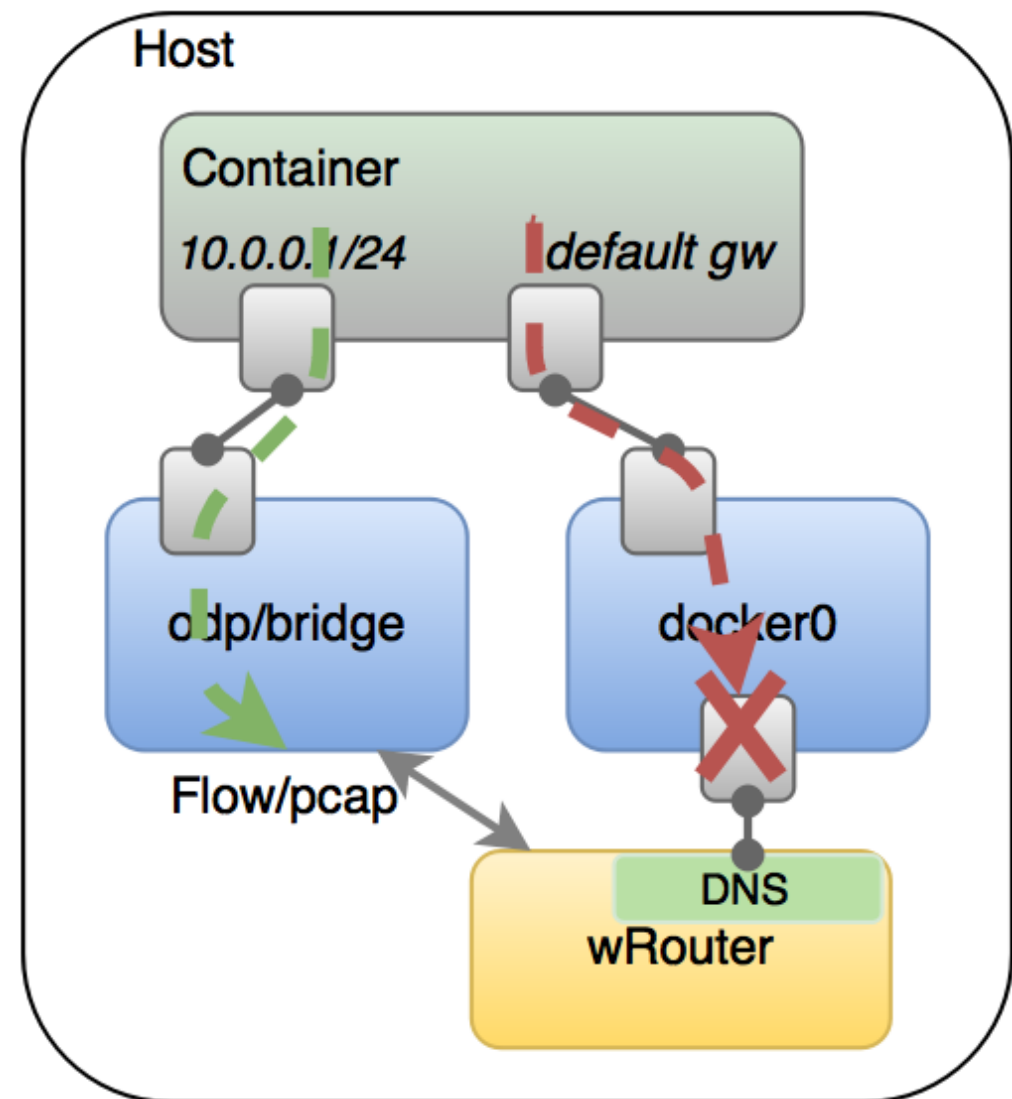 Host
Container
10.0.0.1/24
default gw
odp/bridge
docker0
Flow/pcap
DNS
wRouter